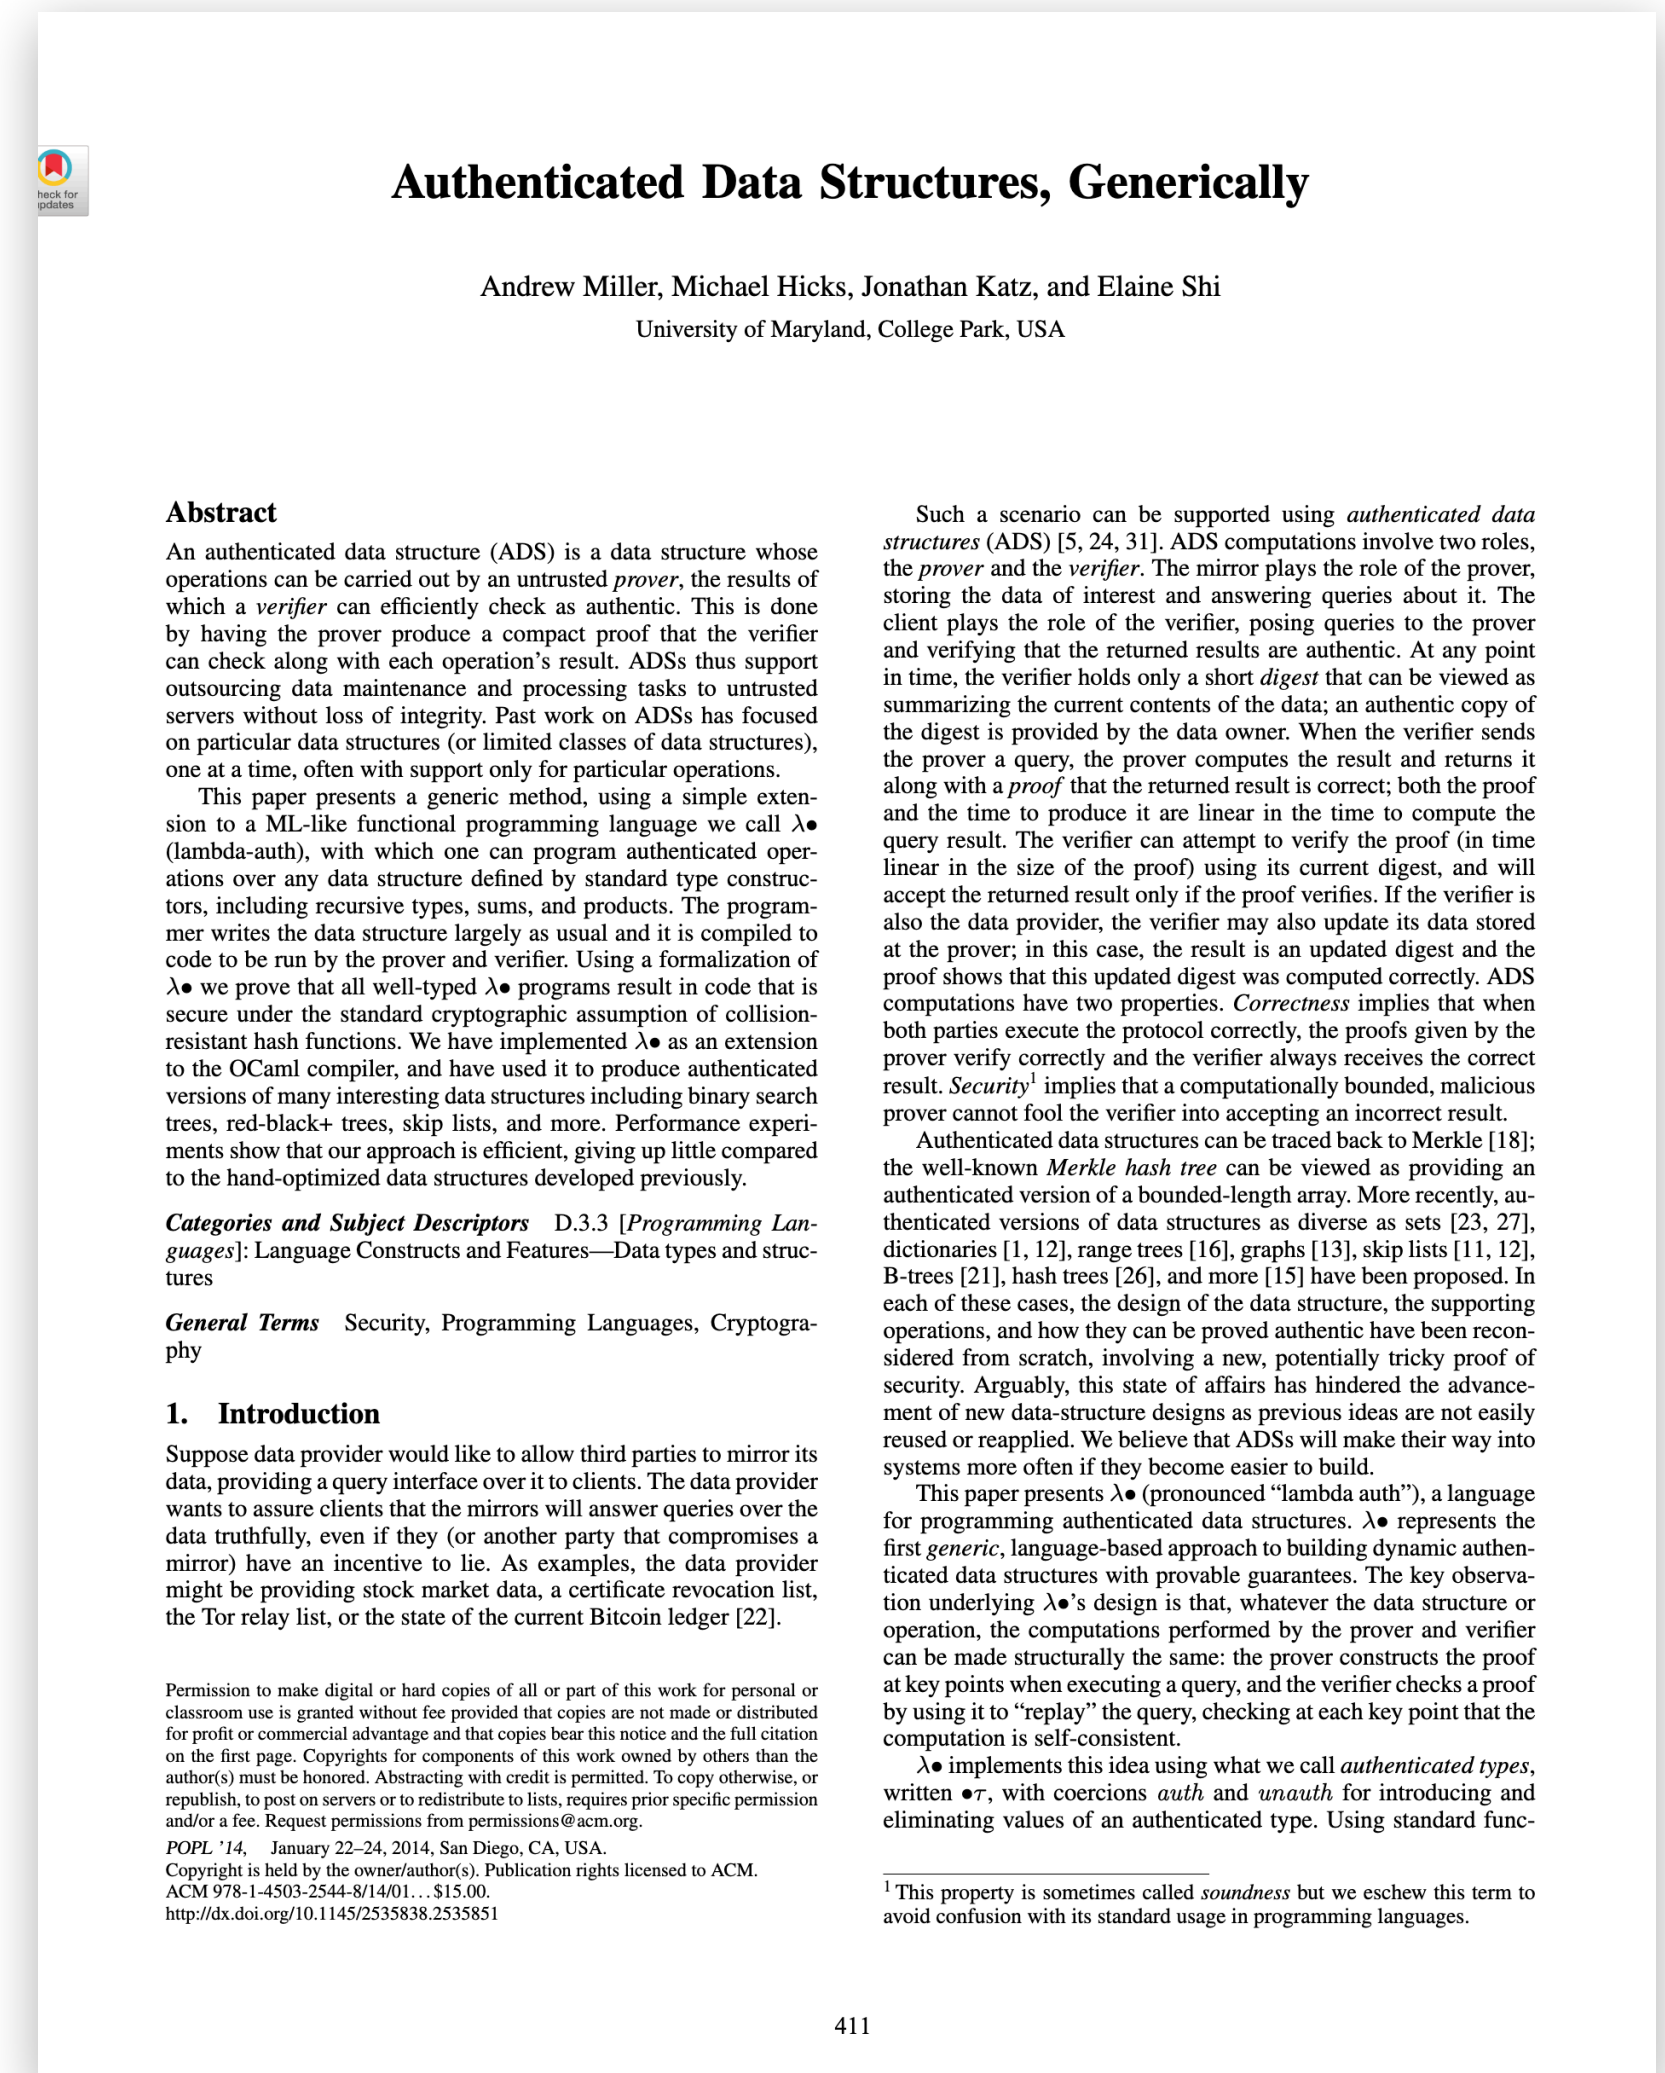 heck for
pdates
Authenticated Data Structures, Generically
Andrew Miller, Michael Hicks, Jonathan Katz, and Elaine Shi
University of Maryland, College Park, USA
Abstract
An authenticated data structure (ADS) is a data structure whose
operations can be carried out by an untrusted prover, the results of
which a verifier can efficiently check as authentic. This is done
by having the prover produce a compact proof that the verifier
can check along with each operation's result. ADSs thus support
outsourcing data maintenance and processing tasks to untrusted
servers without loss of integrity. Past work on ADSs has focused
on particular data structures (or limited classes of data structures),
one at a time, often with support only for particular operations.
This paper presents a generic method, using a simple exten-
sion to a ML-like functional programming language we call λ●
(lambda-auth), with which one can program authenticated oper-
ations over any data structure defined by standard type construc-
tors, including recursive types, sums, and products. The program-
mer writes the data structure largely as usual and it is compiled to
code to be run by the prover and verifier. Using a formalization of
λ● we prove that all well-typed λ● programs result in code that is
secure under the standard cryptographic assumption of collision-
resistant hash functions. We have implemented λ● as an extension
to the OCaml compiler, and have used it to produce authenticated
versions of many interesting data structures including binary search
trees, red-black+ trees, skip lists, and more. Performance experi-
ments show that our approach is efficient, giving up little compared
to the hand-optimized data structures developed previously.
Categories and Subject Descriptors D.3.3 [Programming Lan-
guages]: Language Constructs and Features—Data types and struc-
tures
General Terms Security, Programming Languages, Cryptogra-
phy
1. Introduction
Suppose data provider would like to allow third parties to mirror its
data, providing a query interface over it to clients. The data provider
wants to assure clients that the mirrors will answer queries over the
data truthfully, even if they (or another party that compromises a
mirror) have an incentive to lie. As examples, the data provider
might be providing stock market data, a certificate revocation list,
the Tor relay list, or the state of the current Bitcoin ledger [22].
Permission to make digital or hard copies of all or part of this work for personal or
classroom use is granted without fee provided that copies are not made or distributed
for profit or commercial advantage and that copies bear this notice and the full citation
on the first page. Copyrights for components of this work owned by others than the
author(s) must be honored. Abstracting with credit is permitted. To copy otherwise, or
republish, to post on servers or to redistribute to lists, requires prior specific permission
and/or a fee. Request permissions from permissions@acm.org.
POPL '14, January 22–24, 2014, San Diego, CA, USA.
Copyright is held by the owner/author(s). Publication rights licensed to ACM.
ACM 978-1-4503-2544-8/14/01...$15.00.
http://dx.doi.org/10.1145/2535838.2535851
Such a scenario can be supported using authenticated data
structures (ADS) [5, 24, 31]. ADS computations involve two roles,
the prover and the verifier. The mirror plays the role of the prover,
storing the data of interest and answering queries about it. The
client plays the role of the verifier, posing queries to the prover
and verifying that the returned results are authentic. At any point
in time, the verifier holds only a short digest that can be viewed as
summarizing the current contents of the data; an authentic copy of
the digest is provided by the data owner. When the verifier sends
the prover a query, the prover computes the result and returns it
along with a proof that the returned result is correct; both the proof
and the time to produce it are linear in the time to compute the
query result. The verifier can attempt to verify the proof (in time
linear in the size of the proof) using its current digest, and will
accept the returned result only if the proof verifies. If the verifier is
also the data provider, the verifier may also update its data stored
at the prover; in this case, the result is an updated digest and the
proof shows that this updated digest was computed correctly. ADS
computations have two properties. Correctness implies that when
both parties execute the protocol correctly, the proofs given by the
prover verify correctly and the verifier always receives the correct
result. Security¹ implies that a computationally bounded, malicious
prover cannot fool the verifier into accepting an incorrect result.
Authenticated data structures can be traced back to Merkle [18];
the well-known Merkle hash tree can be viewed as providing an
authenticated version of a bounded-length array. More recently, au-
thenticated versions of data structures as diverse as sets [23, 27],
dictionaries [1, 12], range trees [16], graphs [13], skip lists [11, 12],
B-trees [21], hash trees [26], and more [15] have been proposed. In
each of these cases, the design of the data structure, the supporting
operations, and how they can be proved authentic have been recon-
sidered from scratch, involving a new, potentially tricky proof of
security. Arguably, this state of affairs has hindered the advance-
ment of new data-structure designs as previous ideas are not easily
reused or reapplied. We believe that ADSs will make their way into
systems more often if they become easier to build.
This paper presents λ● (pronounced “lambda auth”), a language
for programming authenticated data structures. λ● represents the
first generic, language-based approach to building dynamic authen-
ticated data structures with provable guarantees. The key observa-
tion underlying λ●'s design is that, whatever the data structure or
operation, the computations performed by the prover and verifier
can be made structurally the same: the prover constructs the proof
at key points when executing a query, and the verifier checks a proof
by using it to “replay” the query, checking at each key point that the
computation is self-consistent.
λ● implements this idea using what we call authenticated types,
written ●τ, with coercions auth and unauth for introducing and
eliminating values of an authenticated type. Using standard func-
¹ This property is sometimes called soundness but we eschew this term to
avoid confusion with its standard usage in programming languages.
411